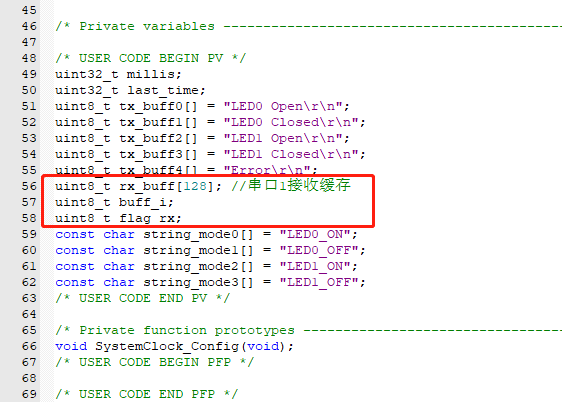 45
46 /* Private variables ------------------------------------
47
48 /* USER CODE BEGIN PV */
49 uint32_t millis;
50 uint32_t last_time;
51 uint8_t tx_buff0[] = "LED0 Open\r\n";
52 uint8_t tx_buff1[] = "LED0 Closed\r\n";
53 uint8_t tx_buff2[] = "LED1 Open\r\n";
54 uint8_t tx_buff3[] = "LED1 Closed\r\n";
55 uint8_t tx_buff4[] = "Error\r\n";
56 uint8_t rx_buff[128]; //串口1接收缓存
57 uint8_t buff_i;
58 uint8_t flag_rx;
59 const char string_mode0[] = "LED0_ON";
60 const char string_mode1[] = "LED0_OFF";
61 const char string_mode2[] = "LED1_ON";
62 const char string_mode3[] = "LED1_OFF";
63 /* USER CODE END PV */
64
65 /* Private function prototypes --------------------------
66 void SystemClock_Config(void);
67 /* USER CODE BEGIN PFP */
68
69 /* USER CODE END PFP */